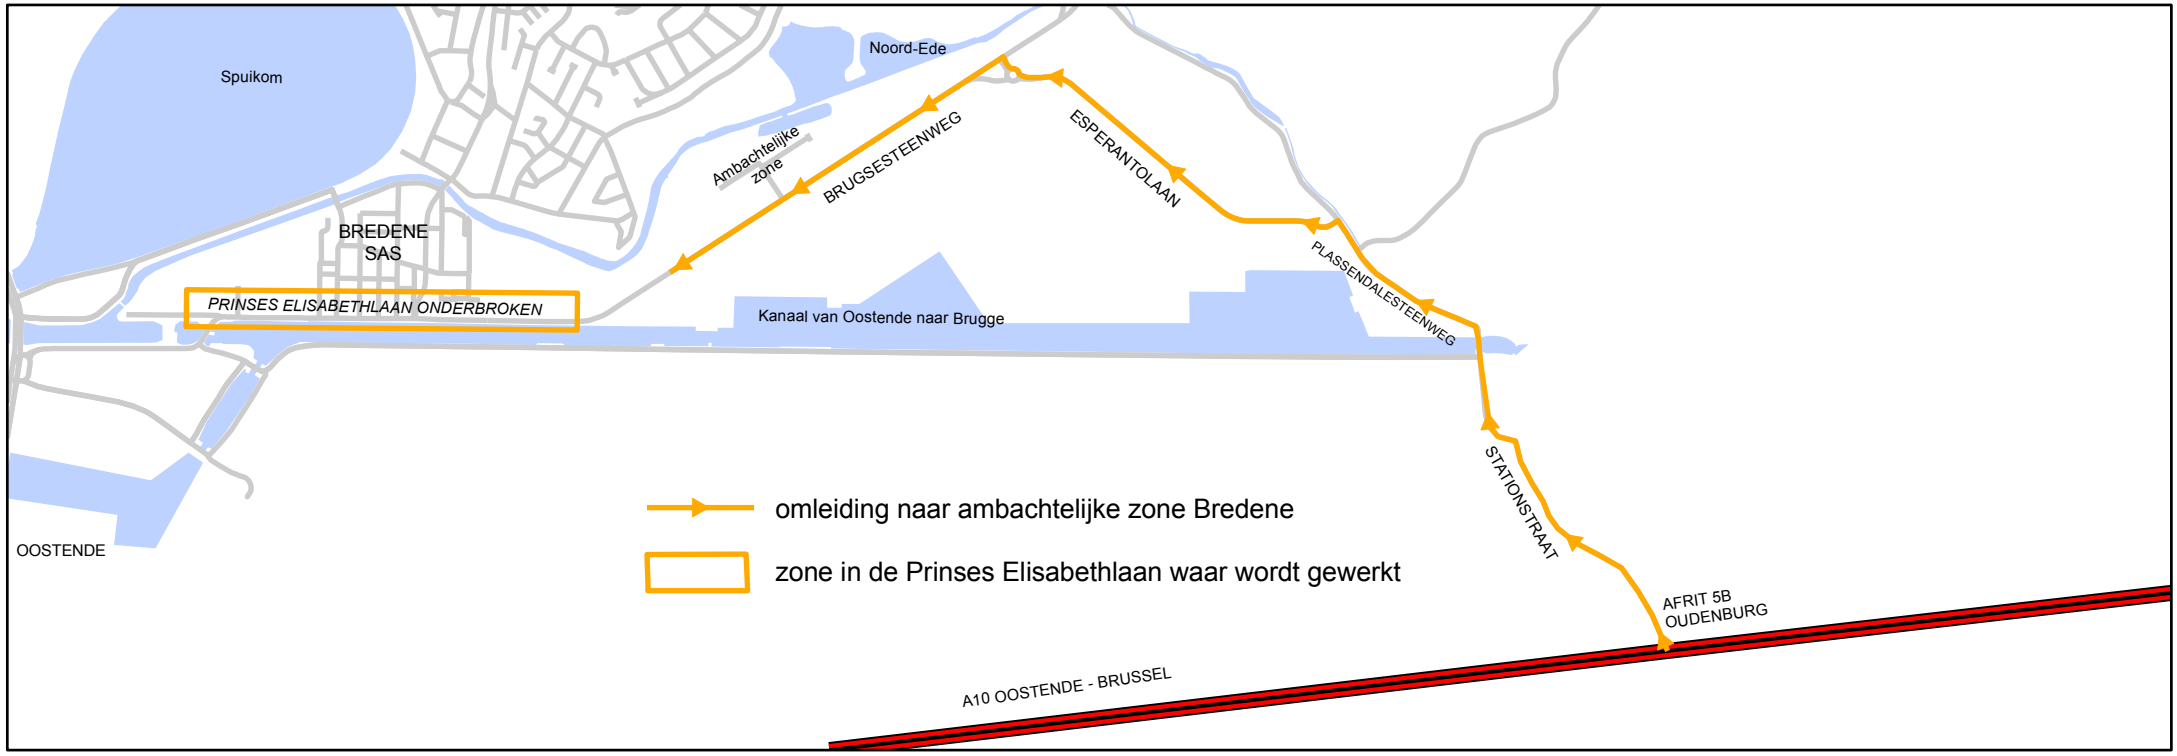 Spuikom
Noord-Ede
Ambachtelijke
zone
BRUGSESTEENWEG
ESPERANTOLAAN
BREDENE
SAS
PLASSENDALESTEENWEG
PRINSES ELISABETHLAAN ONDERBROKEN
Kanaal van Oostende naar Brugge
STATIONSTRAAT
omleiding naar ambachtelijke zone Bredene
OOSTENDE
zone in de Prinses Elisabethlaan waar wordt gewerkt
AFRIT 5B
OUDENBURG
A10 OOSTENDE - BRUSSEL